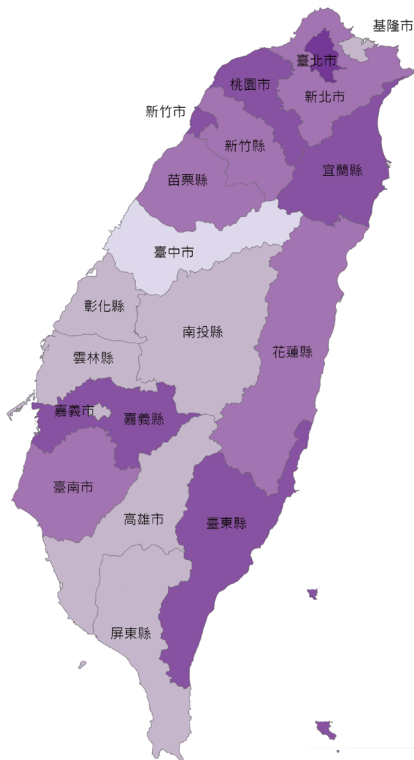 基隆市
臺北市
桃園市
新北市
新竹市
新竹縣
宜蘭縣
苗栗縣
臺中市
彰化縣
南投縣
雲林縣
花蓮縣
嘉義市
嘉義縣
臺南市
高雄市
臺東縣
屏東縣